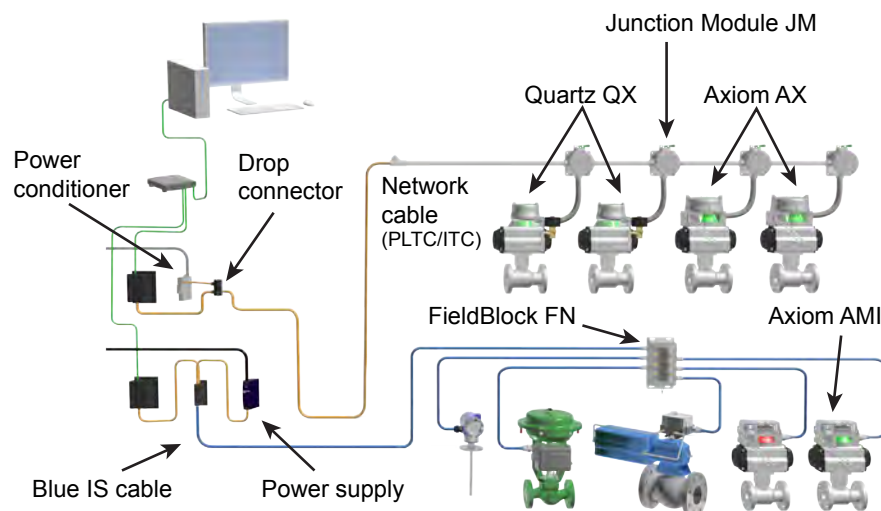 Junction Module JM
Quartz QX
Axiom AX
Power
conditioner
Drop
connector
Network
cable
(PLTC/ITC)
FieldBlock FN
Axiom AMI
Blue IS cable
Power supply